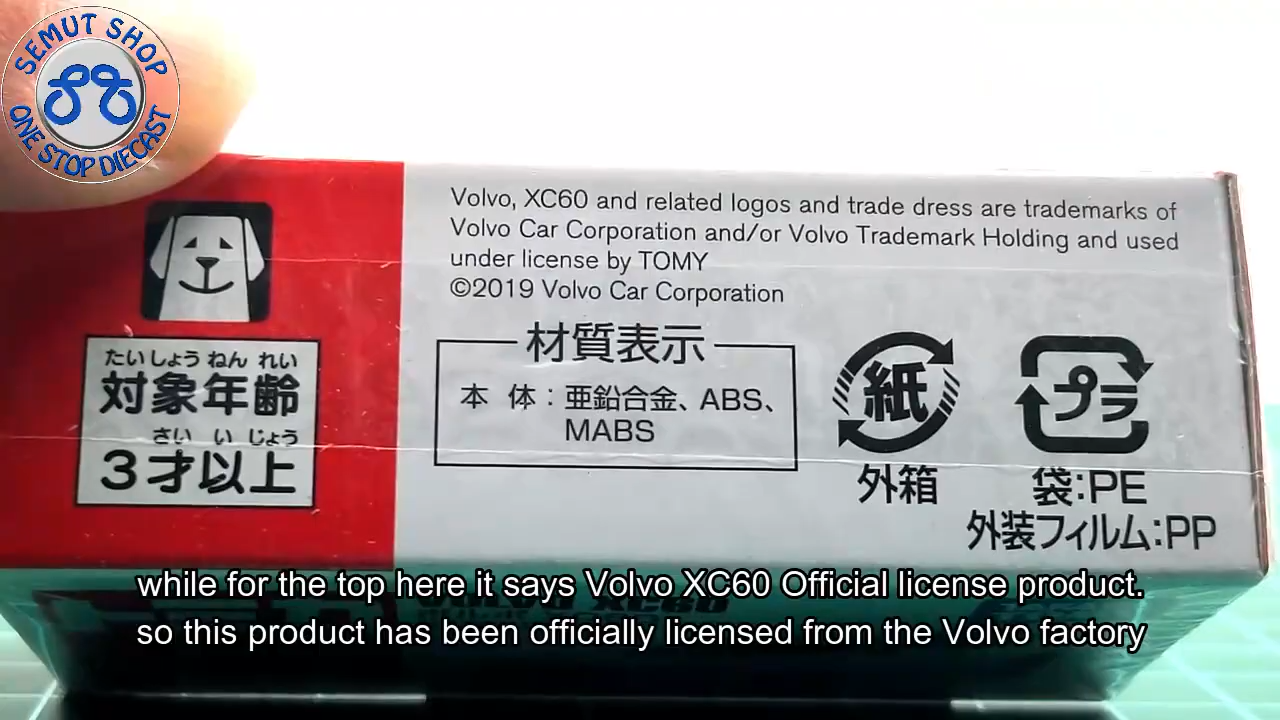 SEMUT SHOP
ONE STOP DIECAST
Volvo, XC60 and related logos and trade dress are trademarks of
Volvo Car Corporation and/or Volvo Trademark Holding and used
under license by TOMY
©2019 Volvo Car Corporation
たいしょう ねん れい
対象年齢
さい い じょう
3才以上
材質表示
本 体：亜鉛合金、ABS、
MABS
紙
外箱
プラ
袋：PE
外装フィルム：PP
VOLVO XC60
while for the top here it says Volvo XC60 Official license product.
so this product has been officially licensed from the Volvo factory